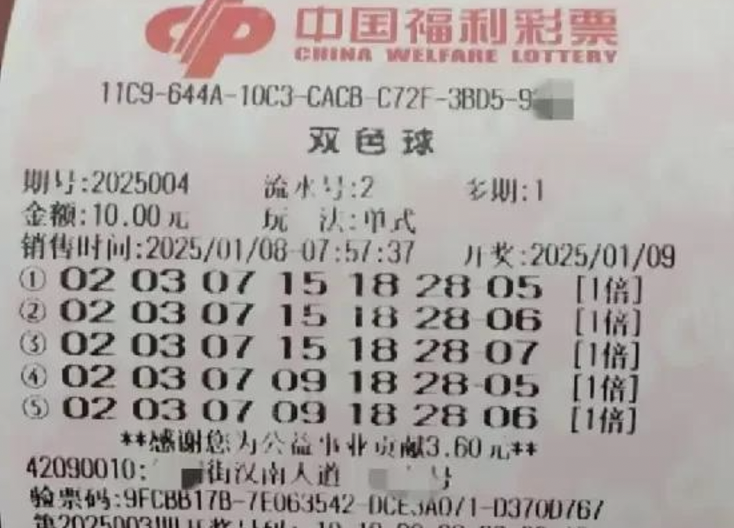 中国福利彩票
CHINA WELFARE LOTTERY
11C9-644A-10C3-CACB-C72F-3BD5-9
双色球
期号:2025004 流水号:2 多期:1
金额:10.00元 玩 法:单式
销售时间:2025/01/08-07:57:37 开奖:2025/01/09
① 02 03 07 15 18 28-05 [1倍]
② 02 03 07 15 18 28-06 [1倍]
③ 02 03 07 15 18 28-07 [1倍]
④ 02 03 07 09 18 28-05 [1倍]
⑤ 02 03 07 09 18 28-06 [1倍]
**感谢您为公益事业贡献3.60元**
42090010: 街汉南大道 号
验票码:9FCBB17B-7E063542-DCE3A071-D370D767
第2025003期开奖号码: